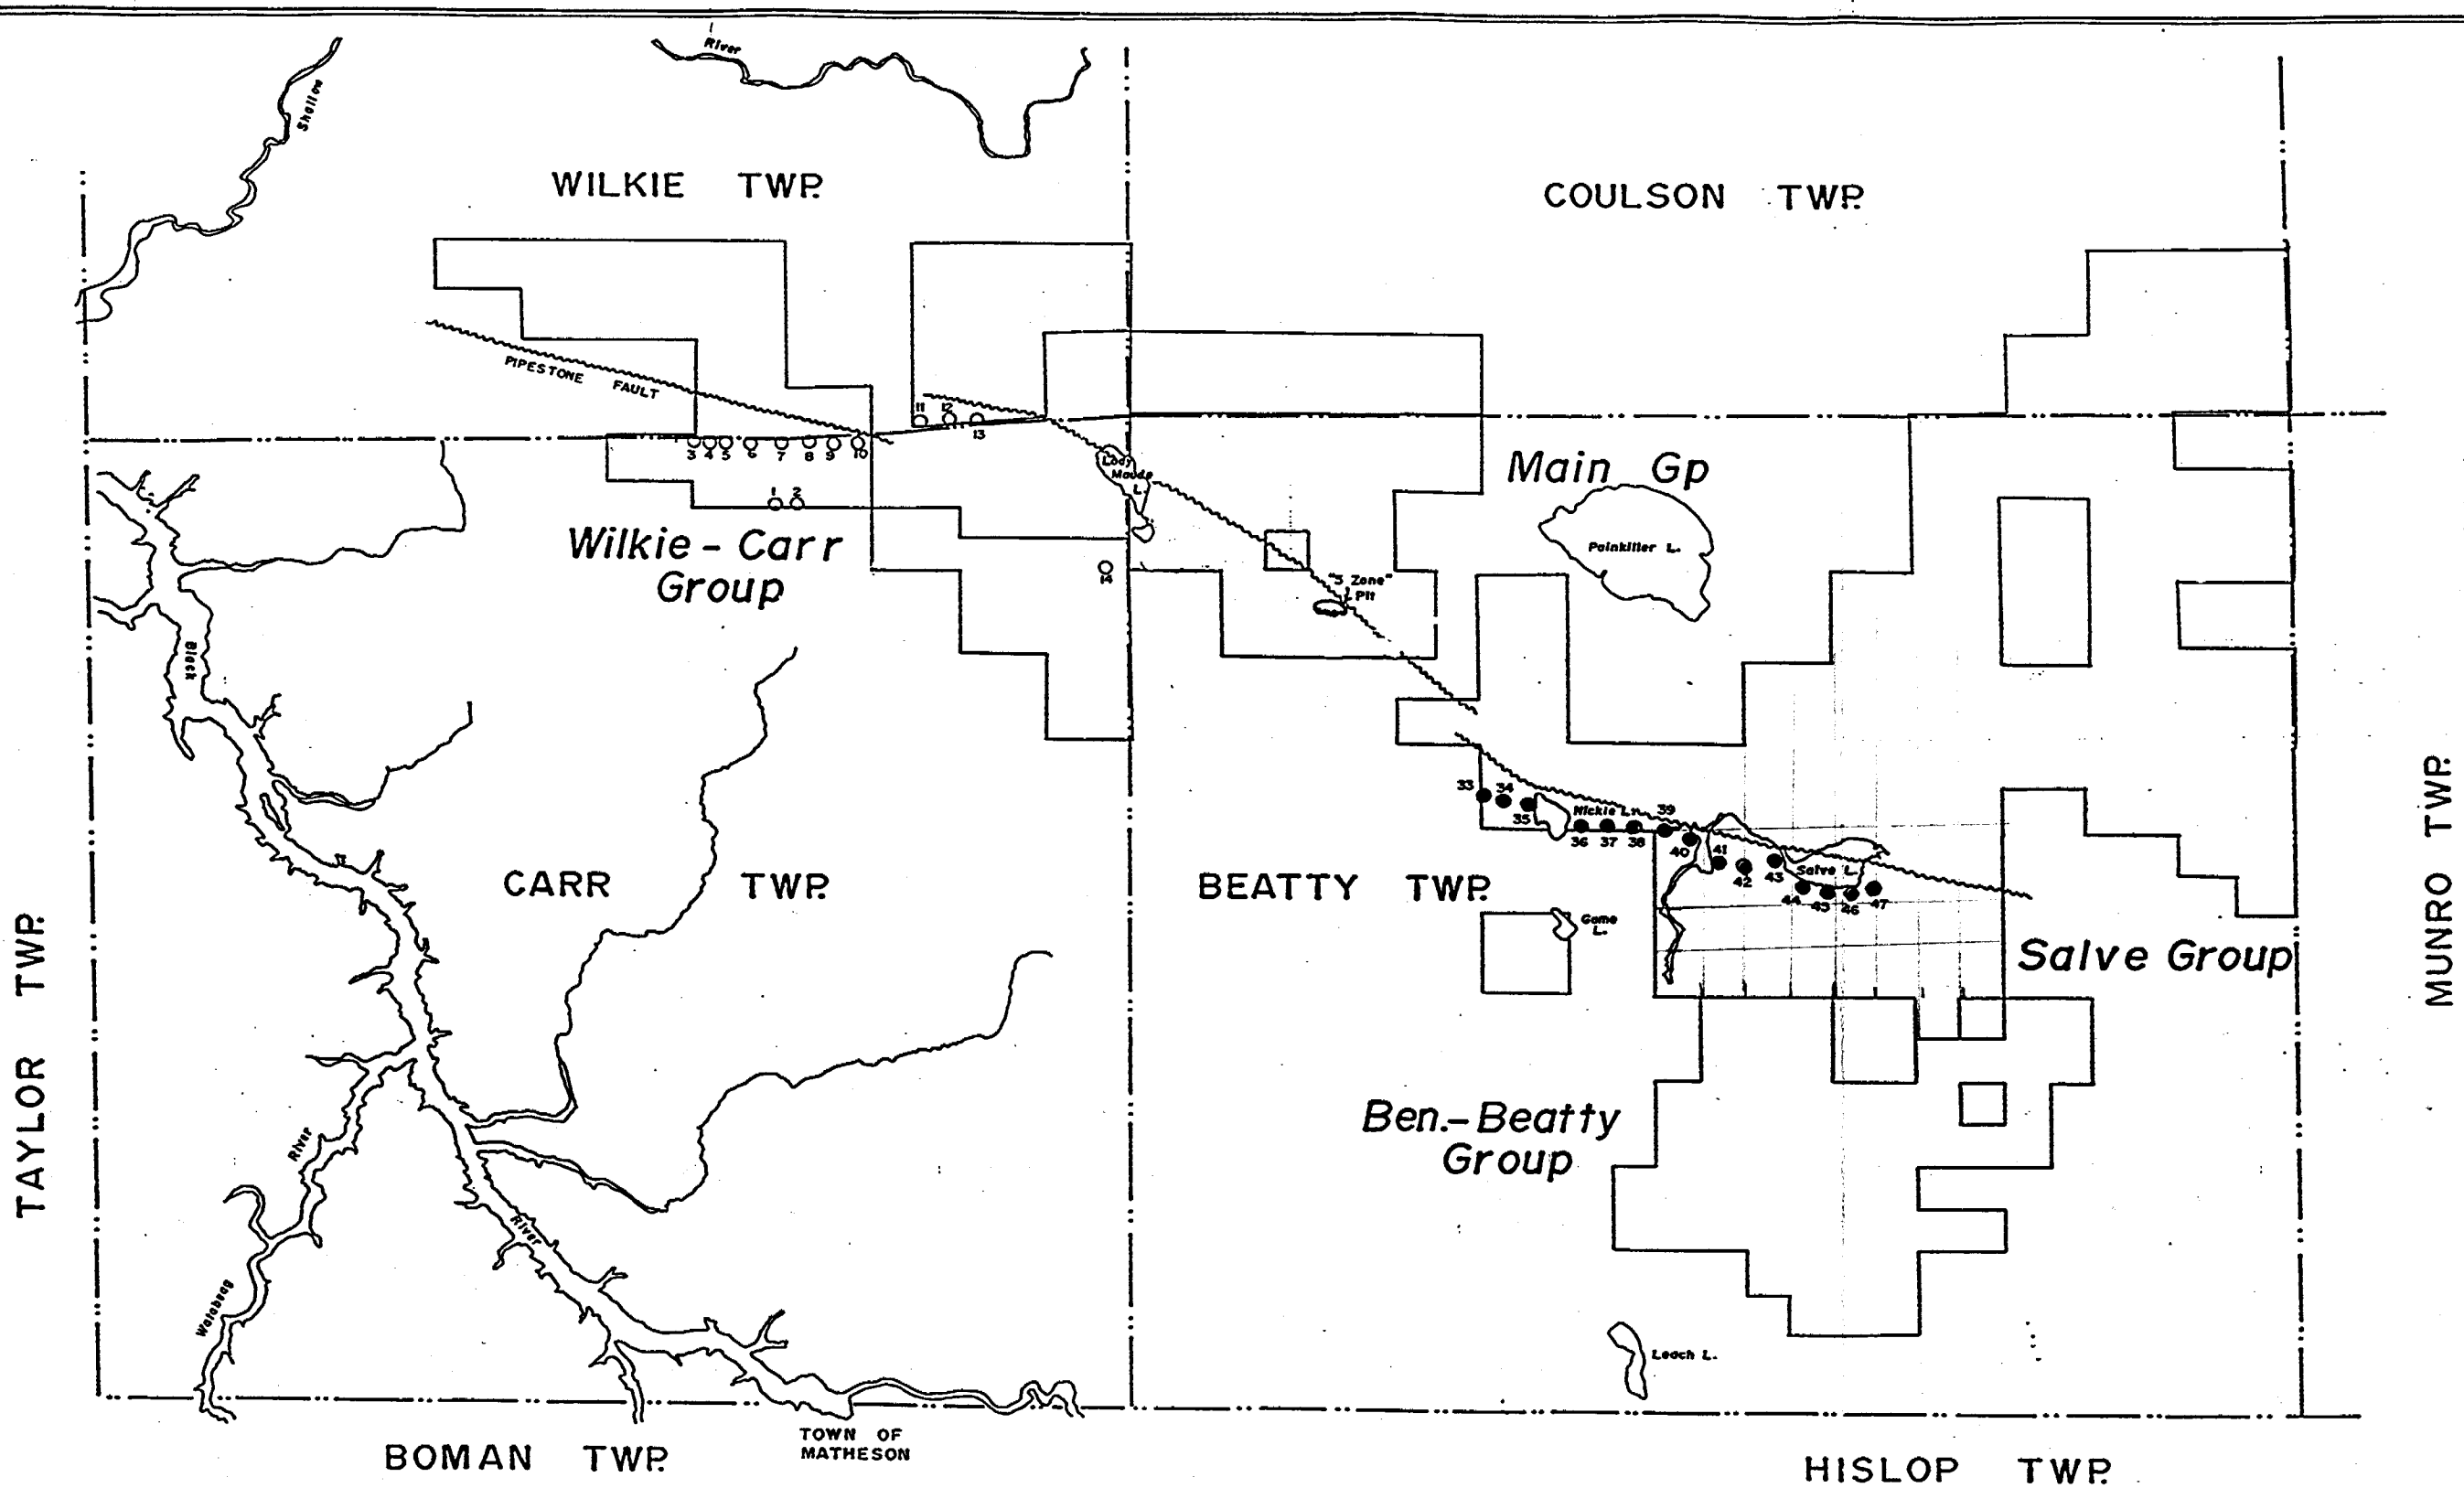 River
Shallow
WILKIE TWP.
COULSON TWP.
PIPESTONE FAULT
11 12
13
3 4 5 6 7 8 9 10
1 2
Main Gp
Lady
Maude
L.
Painkiller L.
Wilkie - Carr
Group
14
"S Zone"
Pit
Black
33 34
35
Nickle L.
36 37 38
39
40
41
42
43
Salve L.
44 45 46 47
CARR TWP.
BEATTY TWP.
Game
L.
Salve Group
MUNRO TWP.
TAYLOR TWP.
Ben.-Beatty
Group
River
River
Watabeag
Leach L.
TOWN OF
MATHESON
BOMAN TWP.
HISLOP TWP.